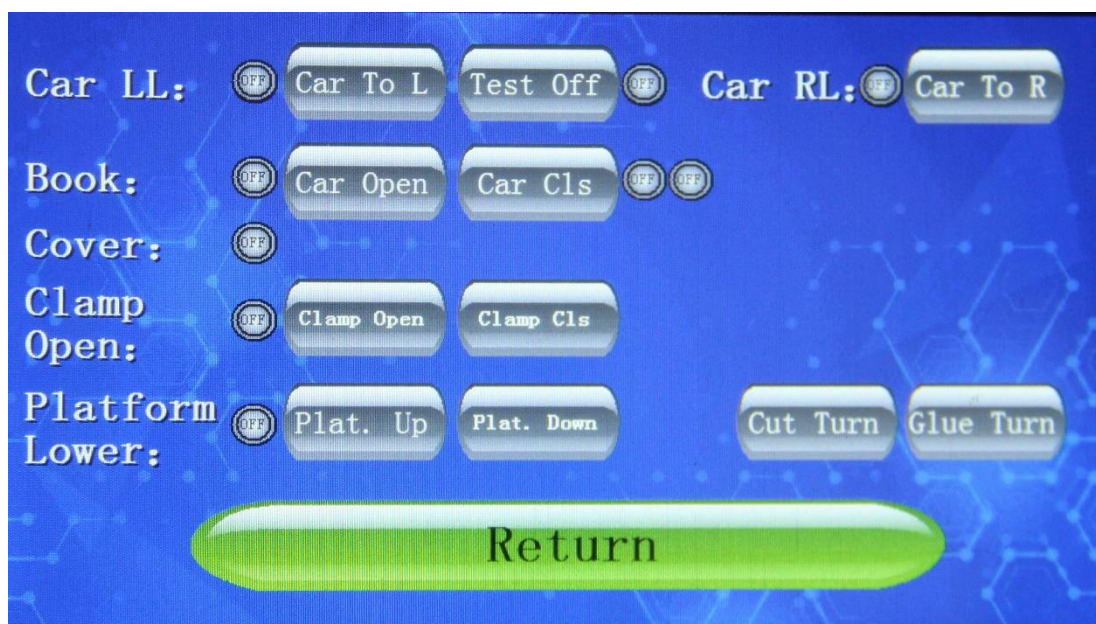 Car LL: OFF Car To L Test Off OFF Car RL: OFF Car To R
Book: OFF Car Open Car Cls OFF OFF
Cover: OFF
Clamp
Open: OFF Clamp Open Clamp Cls
Platform
Lower: OFF Plat. Up Plat. Down Cut Turn Glue Turn
Return